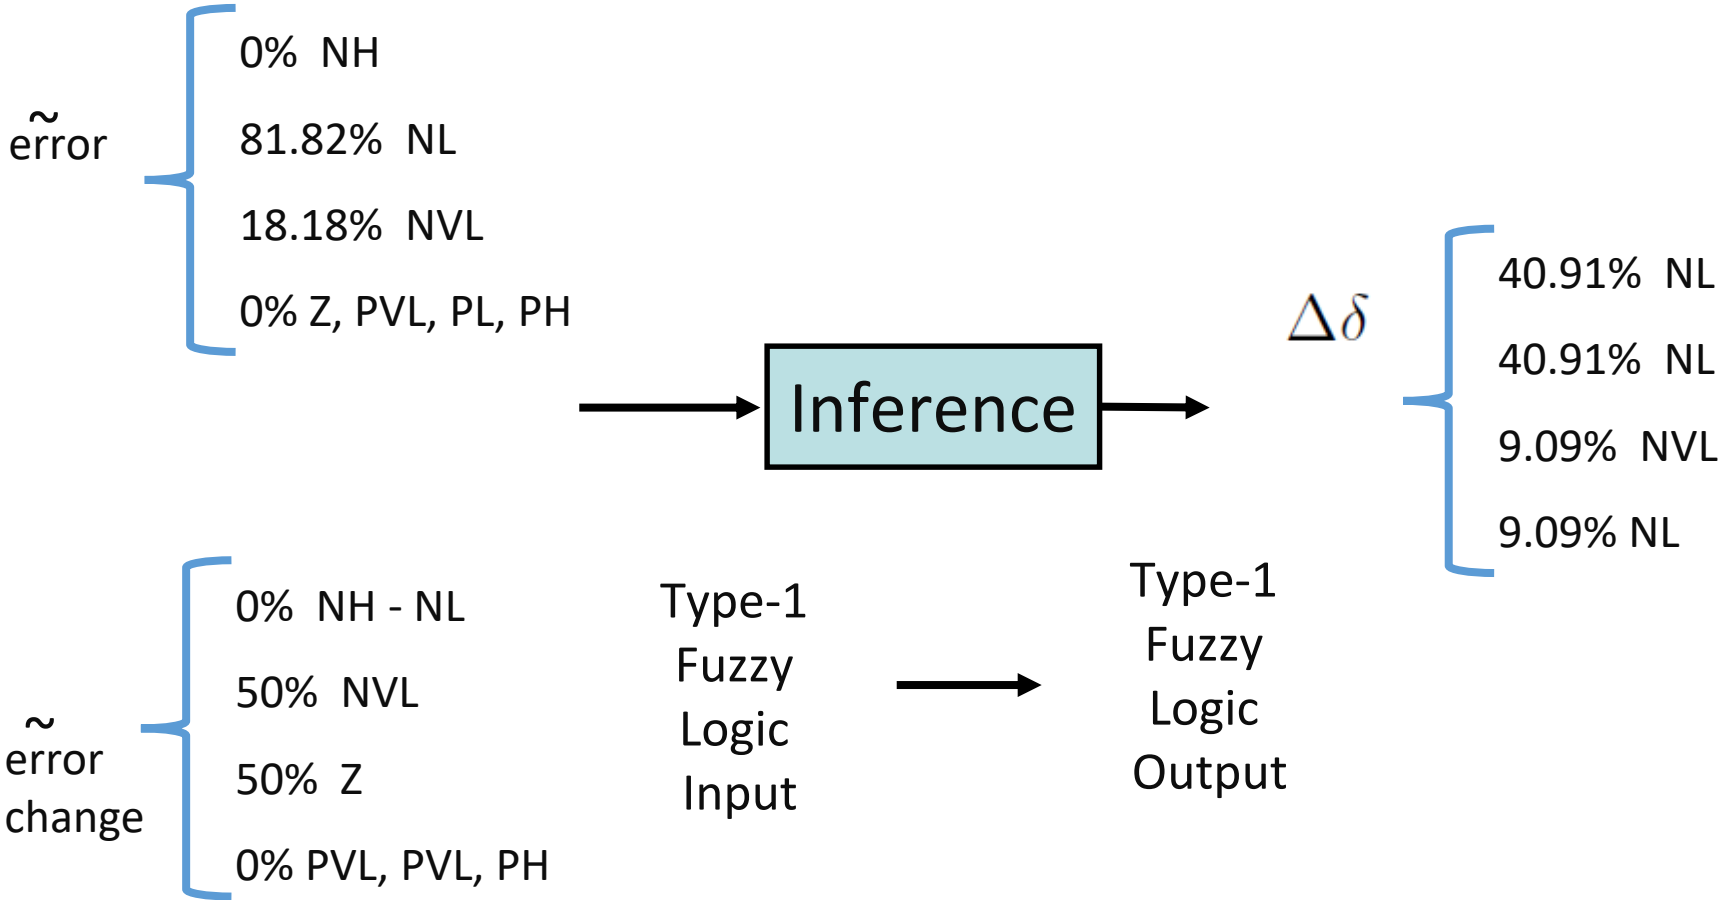 ~
error
0% NH
81.82% NL
18.18% NVL
0% Z, PVL, PL, PH
~
error
change
0% NH - NL
50% NVL
50% Z
0% PVL, PVL, PH
Inference
Type-1
Fuzzy
Logic
Input
Type-1
Fuzzy
Logic
Output
Δδ
40.91% NL
40.91% NL
9.09% NVL
9.09% NL